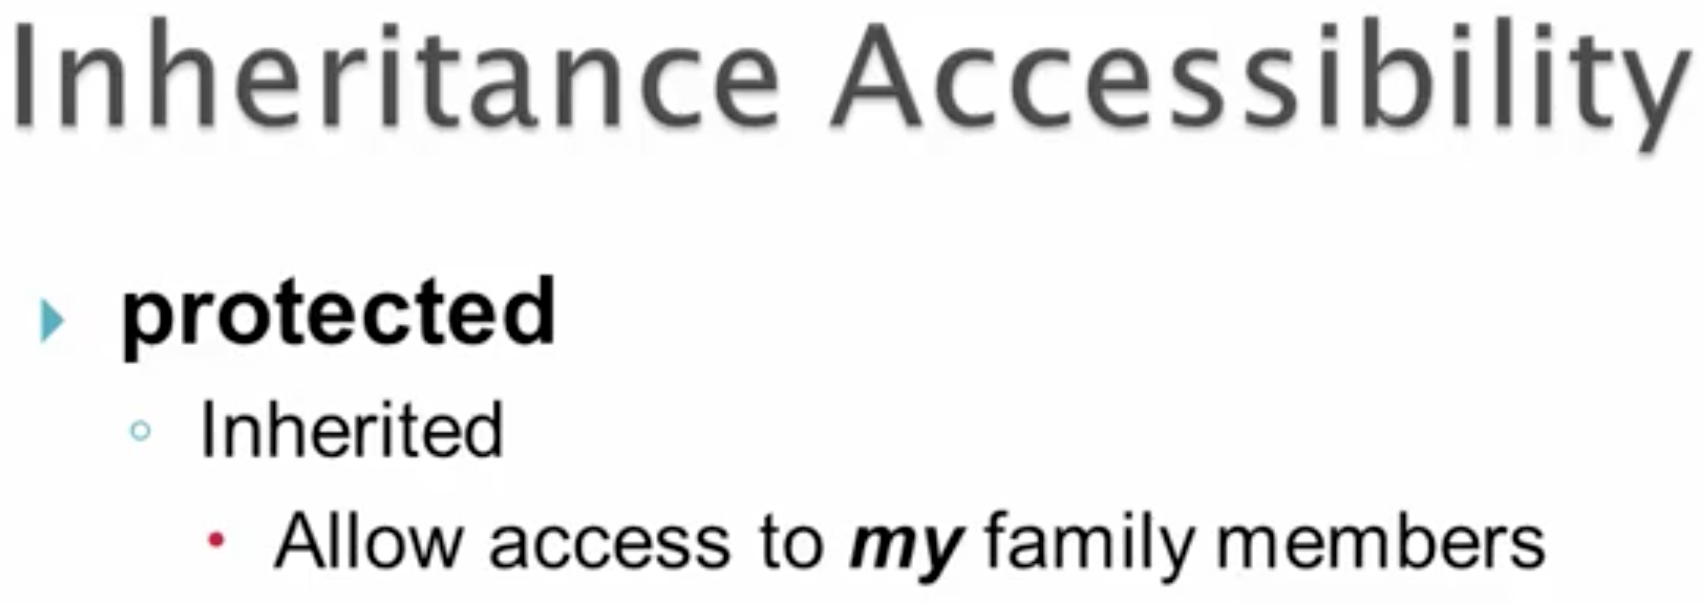 Inheritance Accessibility
protected
Inherited
Allow access to my family members